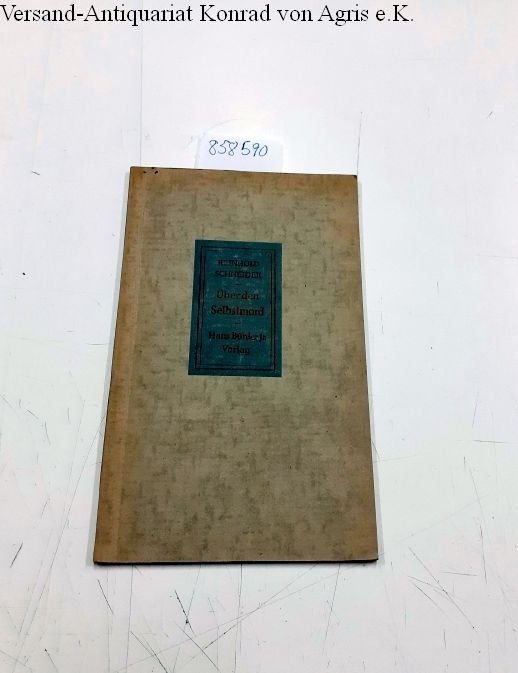 Versand-Antiquariat Konrad von Agris e.K.
858590
REINHOLD
SCHNEIDER
Über den
Selbstmord
Hans Bühler Jr.
Verlag